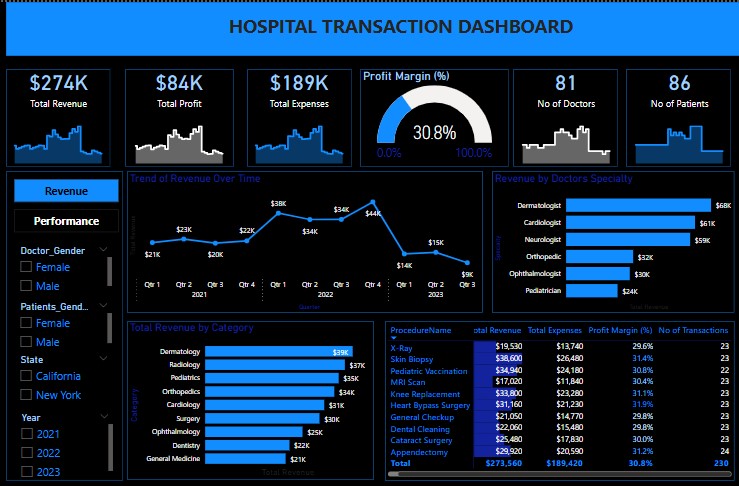 HOSPITAL TRANSACTION DASHBOARD
$274K
Total Revenue
$84K
Total Profit
$189K
Total Expenses
Profit Margin (%)
30.8%
0.0%
100.0%
81
No of Doctors
86
No of Patients
Revenue
Performance
Doctor_Gender
Female
Male
Patients_Gend...
Female
Male
State
California
New York
Year
2021
2022
2023
Trend of Revenue Over Time
Total Revenue
$21K
$23K
$20K
$22K
$38K
$34K
$34K
$44K
$14K
$15K
$9K
Qtr 1 Qtr 2 Qtr 3 Qtr 4 Qtr 1 Qtr 2 Qtr 3 Qtr 4 Qtr 1 Qtr 2 Qtr 3
2021 2022 2023
Quarter
Revenue by Doctors Specialty
Specialty
Dermatologist $68K
Cardiologist $61K
Neurologist $59K
Orthopedic $32K
Ophthalmologist $30K
Pediatrician $24K
Total Revenue
Total Revenue by Category
Category
Dermatology $39K
Radiology $37K
Pediatrics $35K
Orthopedics $34K
Cardiology $31K
Surgery $30K
Ophthalmology $25K
Dentistry $22K
General Medicine $21K
Total Revenue
ProcedureName otal Revenue Total Expenses Profit Margin (%) No of Transactions
X-Ray $19,530 $13,740 29.6% 23
Skin Biopsy $38,600 $26,480 31.4% 23
Pediatric Vaccination $34,940 $24,180 30.8% 22
MRI Scan $17,020 $11,840 30.4% 23
Knee Replacement $33,800 $23,280 31.1% 23
Heart Bypass Surgery $31,160 $21,230 31.9% 23
General Checkup $21,050 $14,770 29.8% 23
Dental Cleaning $22,060 $15,480 29.8% 23
Cataract Surgery $25,480 $17,830 30.0% 23
Appendectomy $29,920 $20,590 31.2% 24
Total $273,560 $189,420 30.8% 230